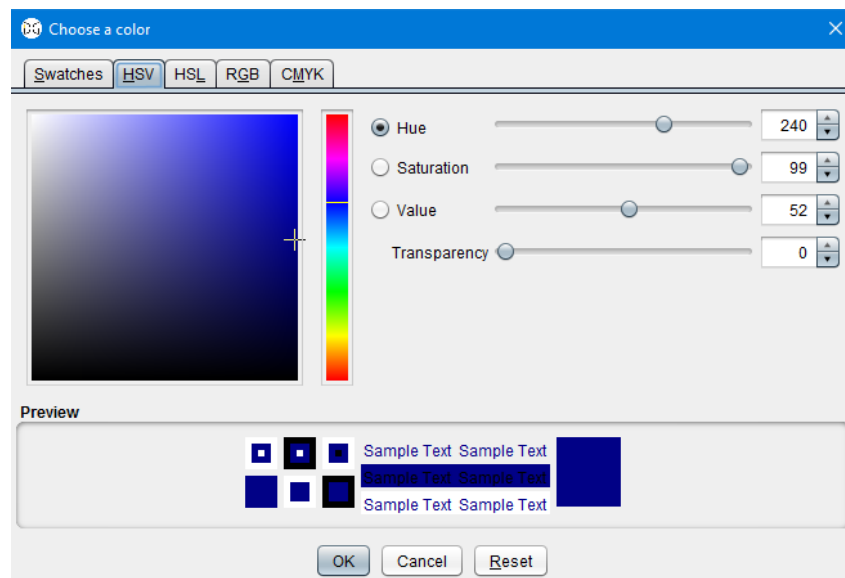 DG Choose a color
Swatches HSV HSL RGB CMYK
Hue 240
Saturation 99
Value 52
Transparency 0
Preview
Sample Text Sample Text
Sample Text Sample Text
Sample Text Sample Text
OK Cancel Reset